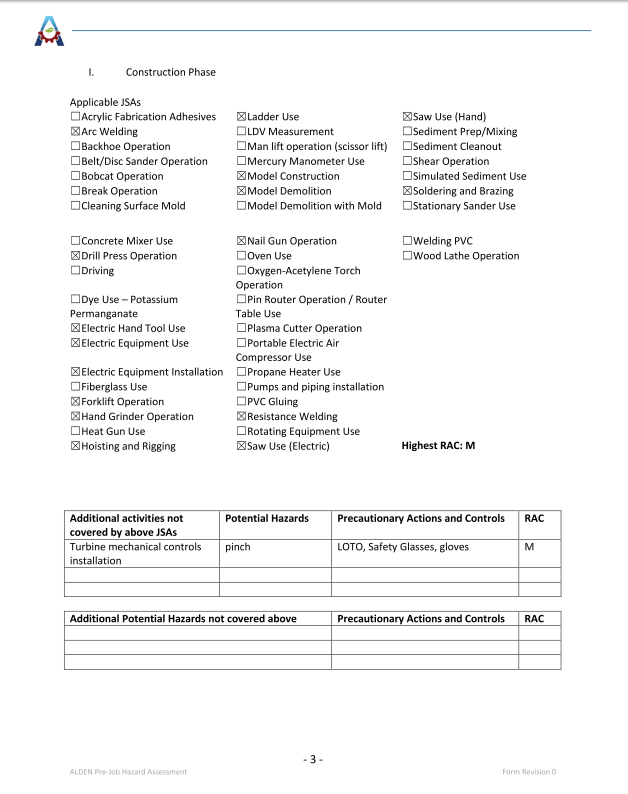 I. Construction Phase
Applicable JSAs
☐Acrylic Fabrication Adhesives ☒Ladder Use ☒Saw Use (Hand)
☒Arc Welding ☐LDV Measurement ☐Sediment Prep/Mixing
☐Backhoe Operation ☐Man lift operation (scissor lift) ☐Sediment Cleanout
☐Belt/Disc Sander Operation ☐Mercury Manometer Use ☐Shear Operation
☐Bobcat Operation ☒Model Construction ☐Simulated Sediment Use
☐Break Operation ☒Model Demolition ☒Soldering and Brazing
☐Cleaning Surface Mold ☐Model Demolition with Mold ☐Stationary Sander Use
☐Concrete Mixer Use ☒Nail Gun Operation ☐Welding PVC
☒Drill Press Operation ☐Oven Use ☐Wood Lathe Operation
☐Driving ☐Oxygen-Acetylene Torch
Operation
☐Dye Use – Potassium ☐Pin Router Operation / Router
Permanganate Table Use
☒Electric Hand Tool Use ☐Plasma Cutter Operation
☒Electric Equipment Use ☐Portable Electric Air
Compressor Use
☒Electric Equipment Installation ☐Propane Heater Use
☐Fiberglass Use ☐Pumps and piping installation
☒Forklift Operation ☐PVC Gluing
☒Hand Grinder Operation ☒Resistance Welding
☐Heat Gun Use ☐Rotating Equipment Use
☒Hoisting and Rigging ☒Saw Use (Electric) Highest RAC: M
Additional activities not Potential Hazards Precautionary Actions and Controls RAC
covered by above JSAs
Turbine mechanical controls pinch LOTO, Safety Glasses, gloves M
installation
Additional Potential Hazards not covered above Precautionary Actions and Controls RAC
- 3 -
ALDEN Pre-Job Hazard Assessment Form Revision 0